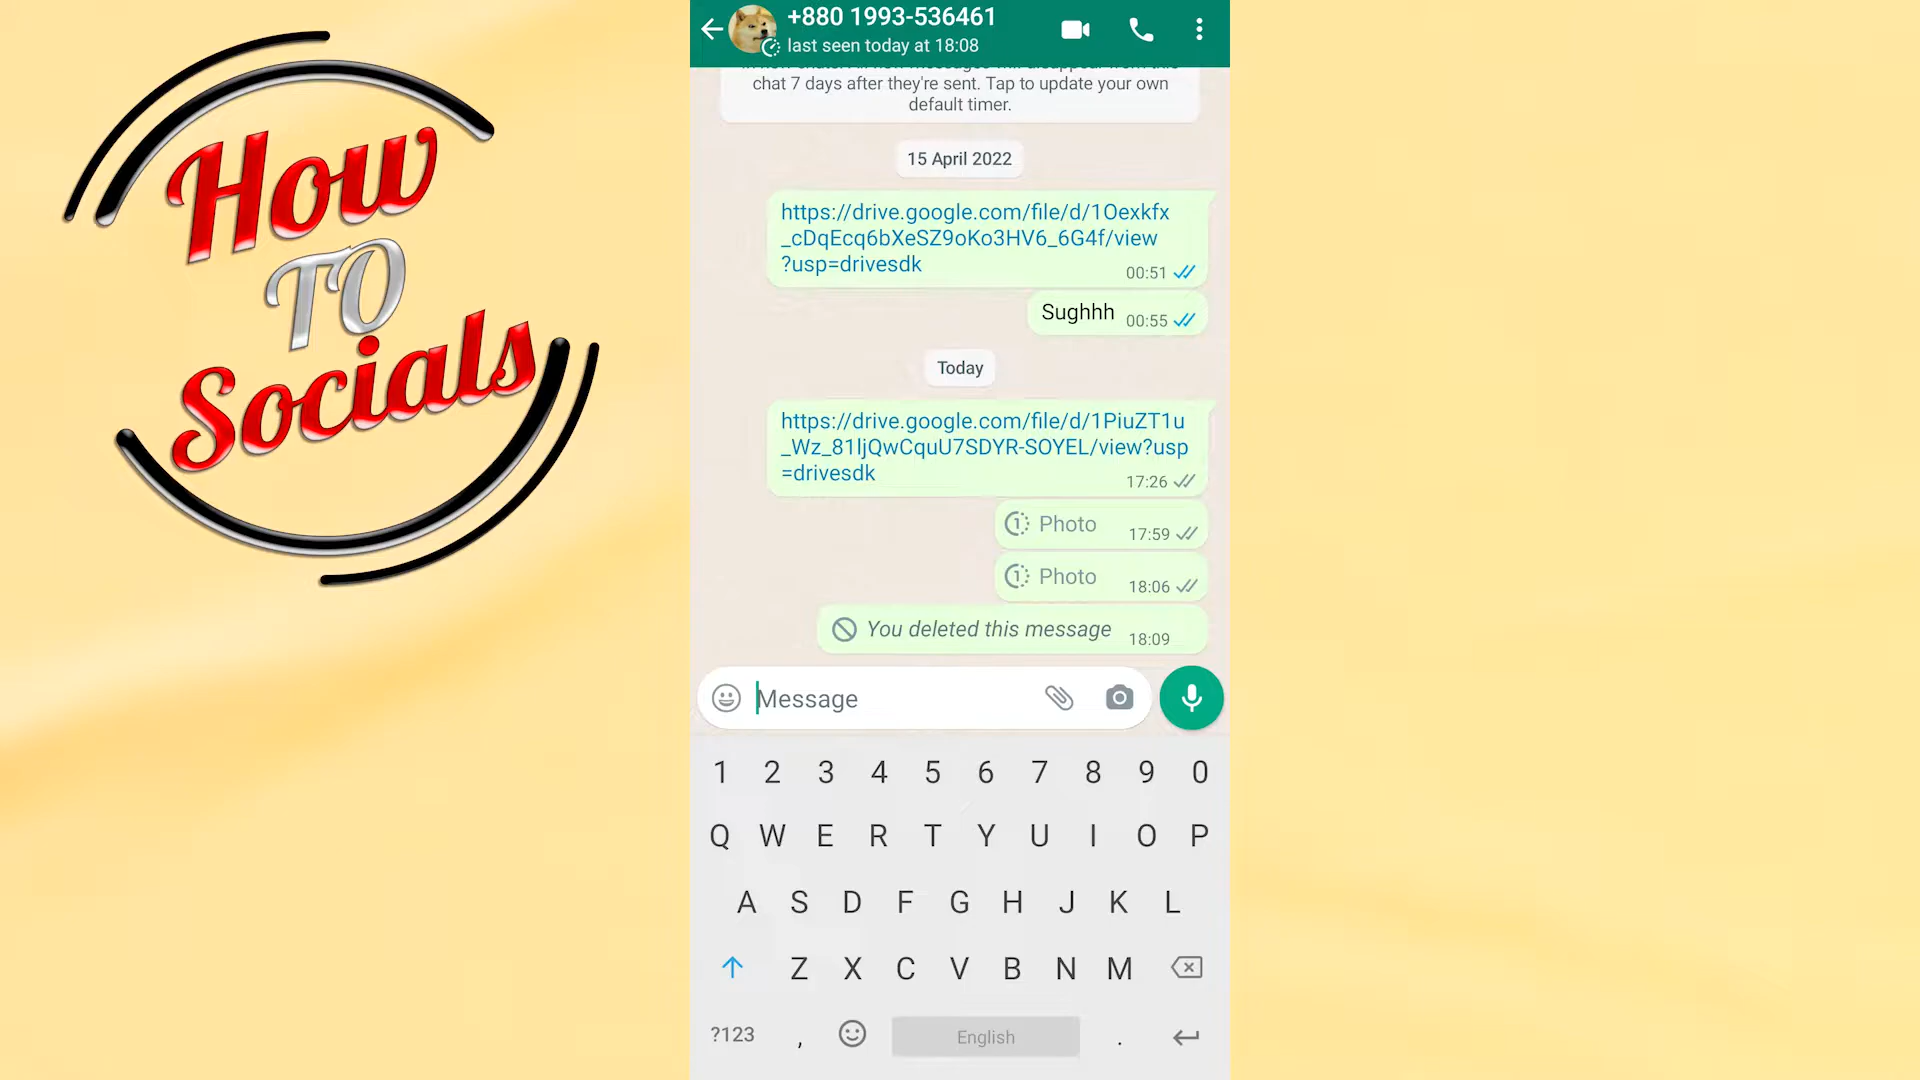 How
TO
Socials
+880 1993-536461
last seen today at 18:08
chat 7 days after they're sent. Tap to update your own
default timer.
15 April 2022
https://drive.google.com/file/d/1Oexkfx
_cDqEcq6bXeSZ9oKo3HV6_6G4f/view
?usp=drivesdk
00:51
Sughhh 00:55
Today
https://drive.google.com/file/d/1PiuZT1u
_Wz_81ljQwCquU7SDYR-SOYEL/view?usp
=drivesdk
17:26
1 Photo 17:59
1 Photo 18:06
You deleted this message 18:09
Message
1 2 3 4 5 6 7 8 9 0
Q W E R T Y U I O P
A S D F G H J K L
Z X C V B N M
?123 , English .